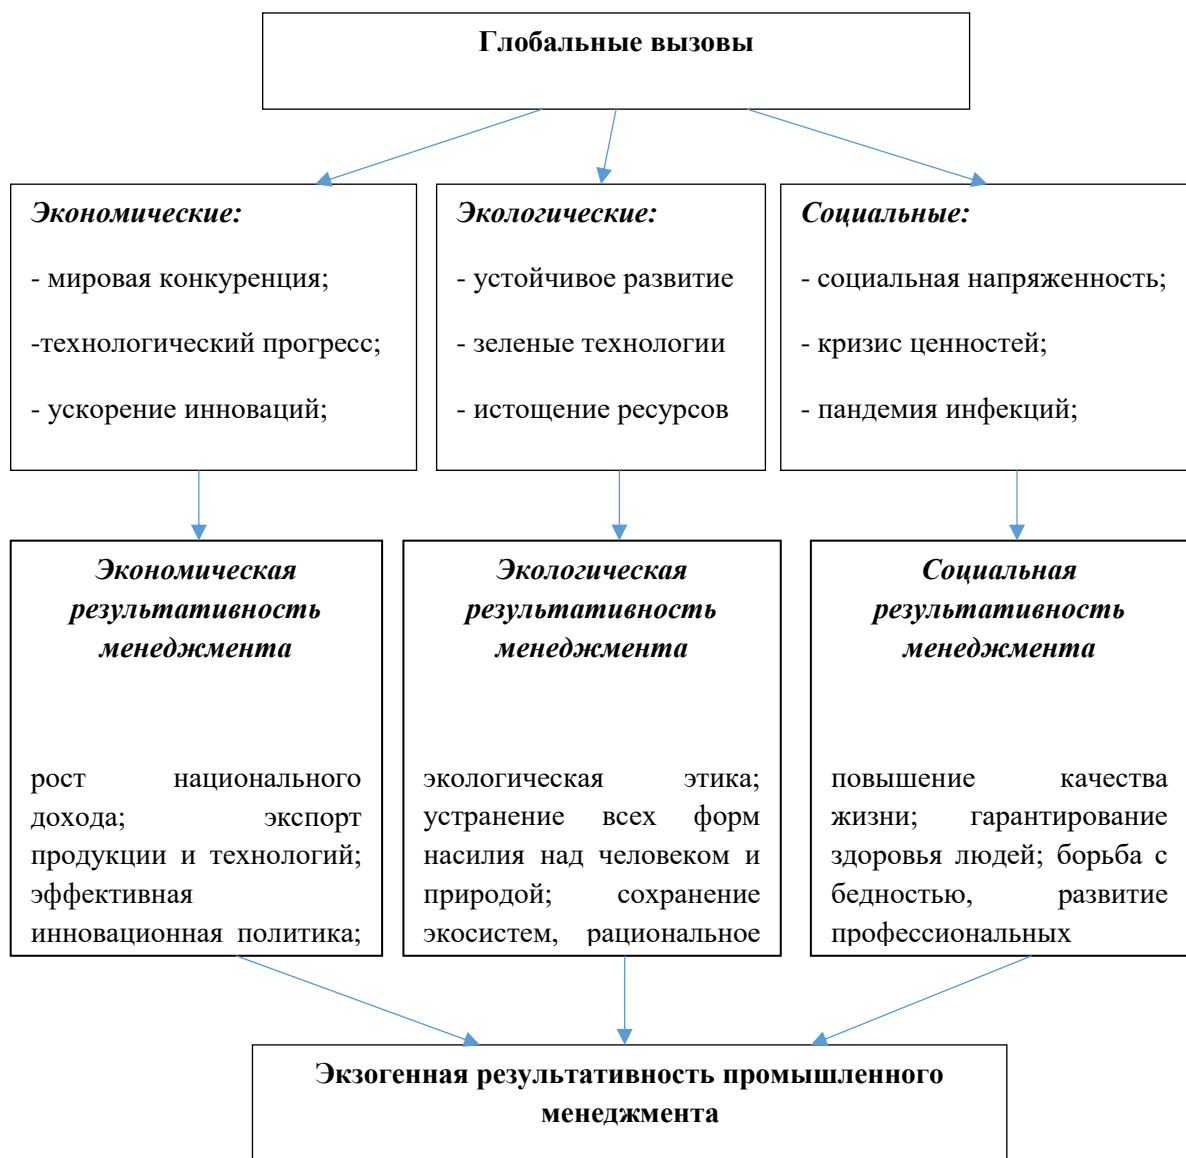 Глобальные вызовы
Экономические:
- мировая конкуренция;
-технологический прогресс;
- ускорение инноваций;
Экологические:
- устойчивое развитие
- зеленые технологии
- истощение ресурсов
Социальные:
- социальная напряженность;
- кризис ценностей;
- пандемия инфекций;
Экономическая
результативность
менеджмента
рост национального
дохода; экспорт
продукции и технологий;
эффективная
инновационная политика;
Экологическая
результативность
менеджмента
экологическая этика;
устранение всех форм
насилия над человеком и
природой; сохранение
экосистем, рациональное
Социальная
результативность
менеджмента
повышение качества
жизни; гарантирование
здоровья людей; борьба с
бедностью, развитие
профессиональных
Экзогенная результативность промышленного
менеджмента